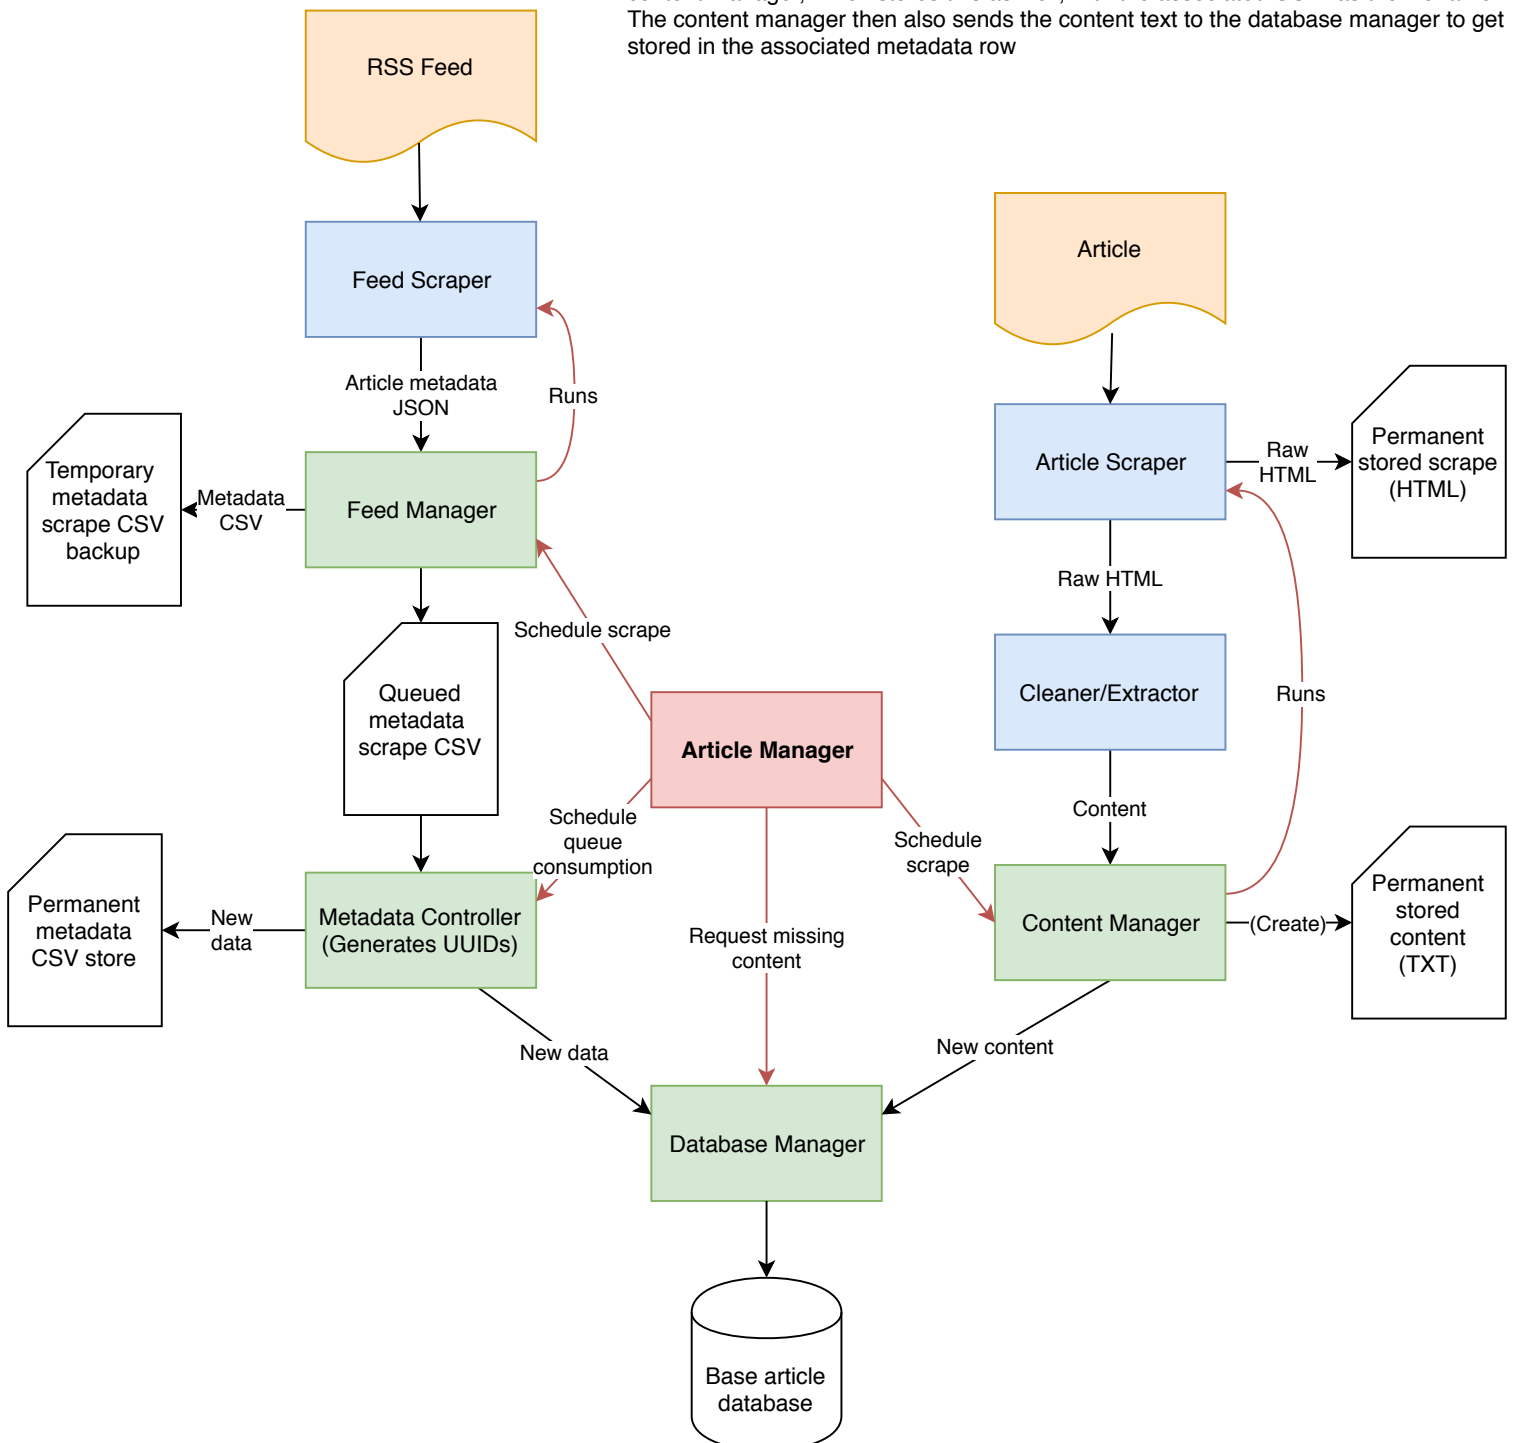 The content manager then also sends the content text to the database manager to get
stored in the associated metadata row
RSS Feed
Feed Scraper
Article metadata
JSON
Runs
Temporary
metadata
scrape CSV
backup
Metadata
CSV
Feed Manager
Schedule scrape
Queued
metadata
scrape CSV
Article Manager
Schedule
queue
consumption
Permanent
metadata
CSV store
New
data
Metadata Controller
(Generates UUIDs)
New data
Request missing
content
Article
Article Scraper
Raw
HTML
Permanent
stored scrape
(HTML)
Raw HTML
Cleaner/Extractor
Runs
Content
Schedule
scrape
Content Manager
(Create)
Permanent
stored
content
(TXT)
New content
Database Manager
Base article
database